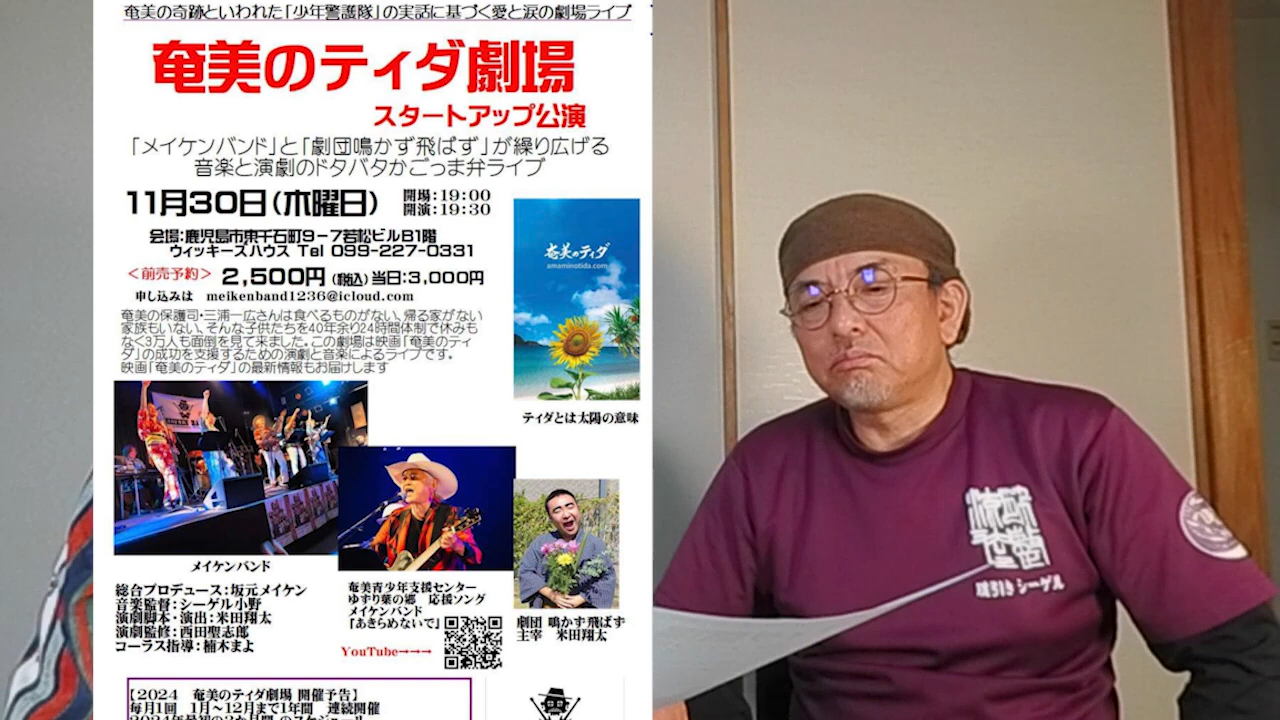 奄美の奇跡といわれた「少年警護隊」の実話に基づく愛と涙の劇場ライブ
奄美のティダ劇場
スタートアップ公演
「メイケンバンド」と「劇団鳴かず飛ばず」が繰り広げる
音楽と演劇のドタバタかごっま弁ライブ
11月30日(木曜日)
開場:19:00
開演:19:30
会場:鹿児島市東千石町9-7若松ビルB1階
ウィッキーズハウス Tel 099-227-0331
<前売予約> 2,500円(税込) 当日:3,000円
申し込みは meikenband1236@icloud.com
奄美の保護司・三浦一広さんは食べるものがない、帰る家がない
家族もいない、そんな子供たちを40年余り24時間体制で休みも
なく3万人も面倒を見て来ました。この劇場は映画「奄美のティ
ダ」の成功を支援するための演劇と音楽によるライブです。
映画「奄美のティダ」の最新情報もお届けします
奄美のティダ
amaminotida.com
ティダとは太陽の意味
メイケンバンド
総合プロデュース:坂元メイケン
音楽監督:シーゲル小野
演劇脚本・演出:米田翔太
演劇監修:西田聖志郎
コーラス指導:楠木まよ
奄美青少年支援センター
ゆずり葉の郷 応援ソング
メイケンバンド
「あきらめないで」
YouTube→→→
劇団 鳴かず飛ばず
主宰 米田翔太
【2024 奄美のティダ劇場 開催予告】
毎月1回 1月~12月まで1年間 連続開催
シーゲル